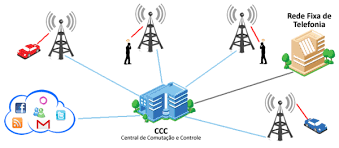 Rede Fixa de
Telefonia
CCC
Central de Comutação e Controle